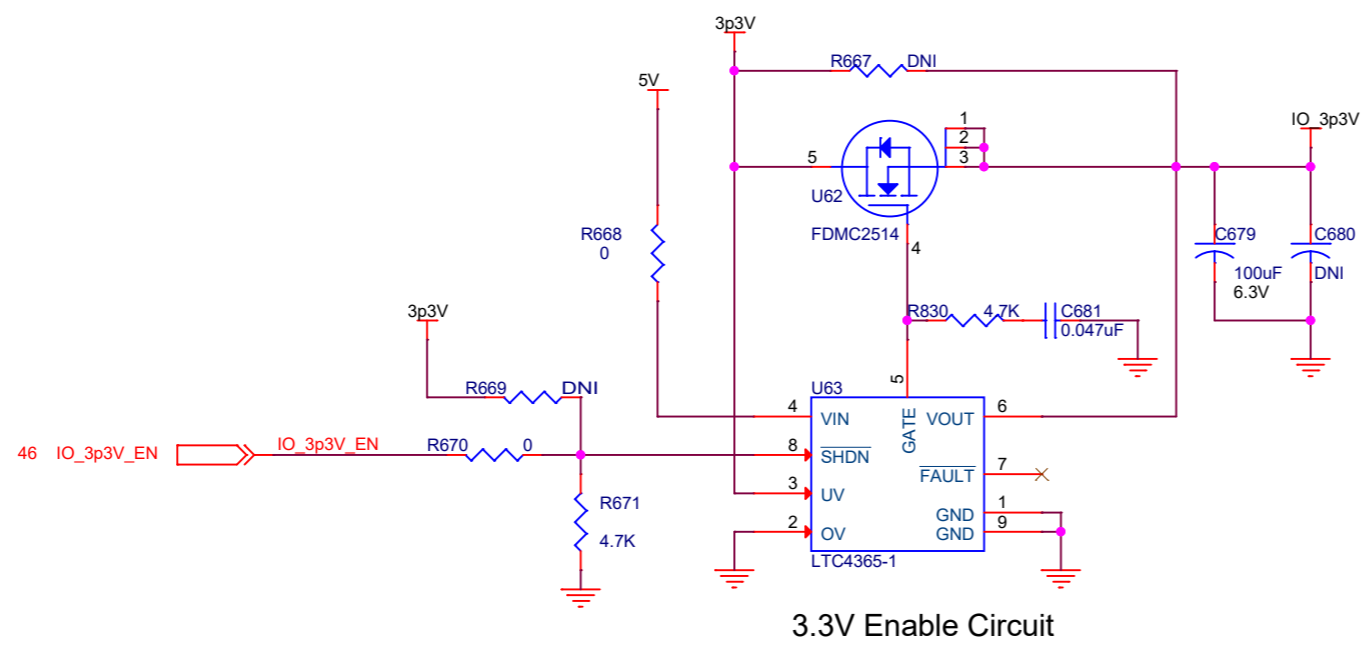 3p3V
R667 DNI
5V
1
2
3
IO_3p3V
5
U62
R668
0
FDMC2514
4
C679
100uF
6.3V
C680
DNI
3p3V
R830 4.7K
C681
0.047uF
R669 DNI
5
U63
4 VIN
GATE
VOUT 6
46 IO_3p3V_EN
IO_3p3V_EN
R670 0
8 SHDN
FAULT 7
3 UV
R671
4.7K
GND 1
2 OV
GND 9
LTC4365-1
3.3V Enable Circuit